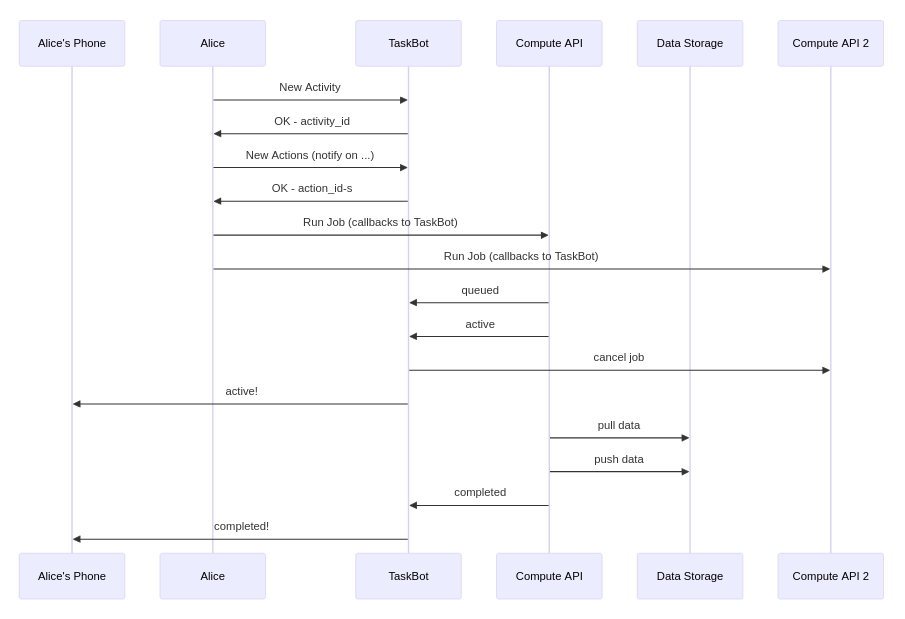 Alice's Phone
Alice
TaskBot
Compute API
Data Storage
Compute API 2
New Activity
OK - activity_id
New Actions (notify on ...)
OK - action_id-s
Run Job (callbacks to TaskBot)
Run Job (callbacks to TaskBot)
queued
active
cancel job
active!
pull data
push data
completed
completed!
Alice's Phone
Alice
TaskBot
Compute API
Data Storage
Compute API 2